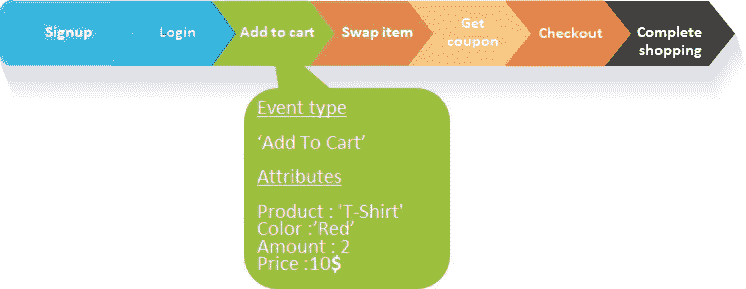 Signup
Login
Add to cart
Swap item
Get
coupon
Checkout
Complete
shopping
Event type
‘Add To Cart’
Attributes
Product : 'T-Shirt'
Color :’Red’
Amount : 2
Price :10$